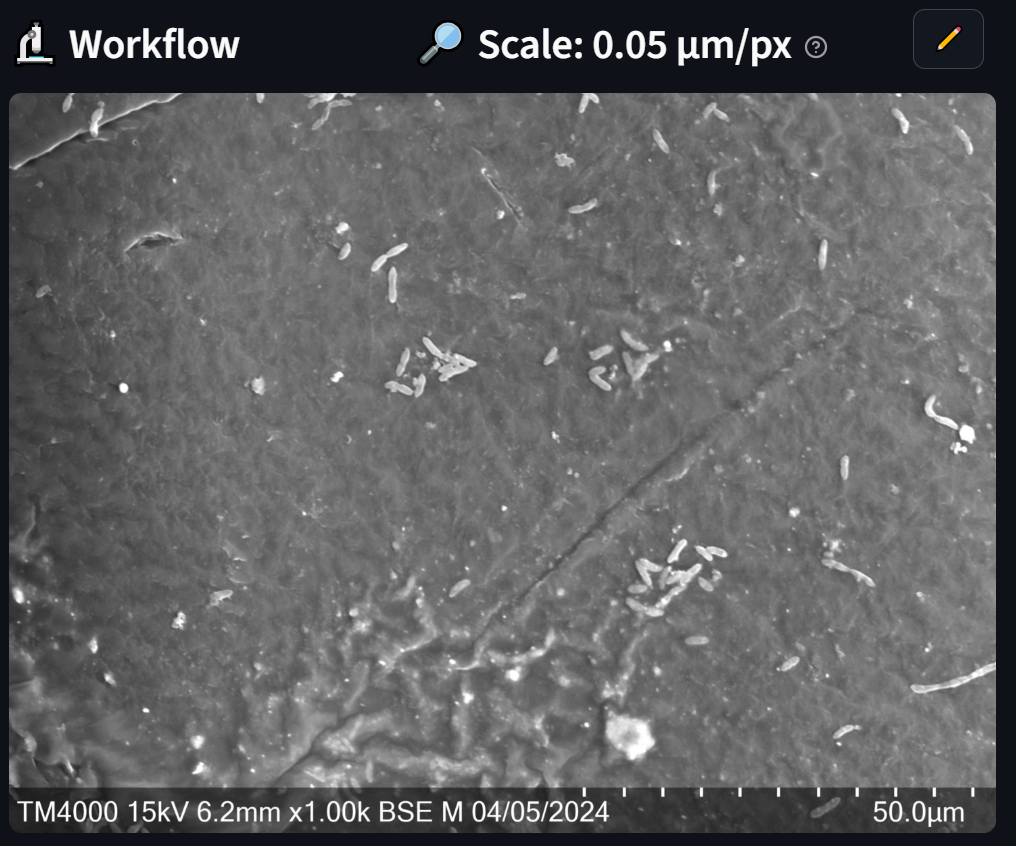 Workflow
Scale: 0.05 µm/px
TM4000 15kV 6.2mm x1.00k BSE M 04/05/2024
50.0µm